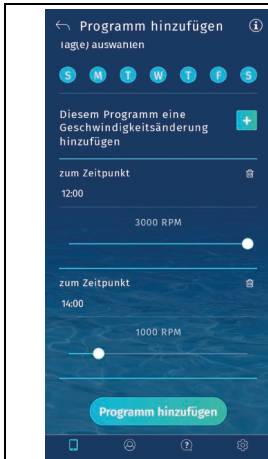 Programm hinzufügen
Tag(e) auswählen
S M T W T F S
Diesem Programm eine
Geschwindigkeitsänderung
hinzufügen
zum Zeitpunkt
12:00
3000 RPM
zum Zeitpunkt
14:00
1000 RPM
Programm hinzufügen